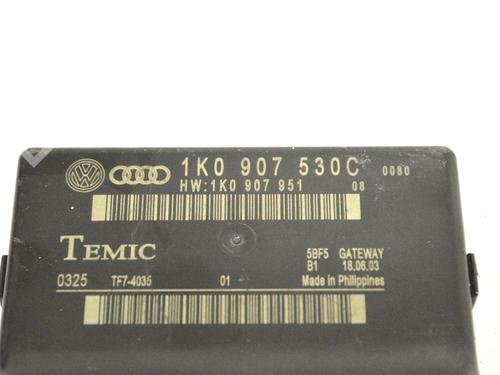 1K0 907 530C 0080
HW:1K0 907 951 08
TEMIC
5BF5 GATEWAY
B1 18.06.03
0325 TF7-4035 01 Made in Philippines